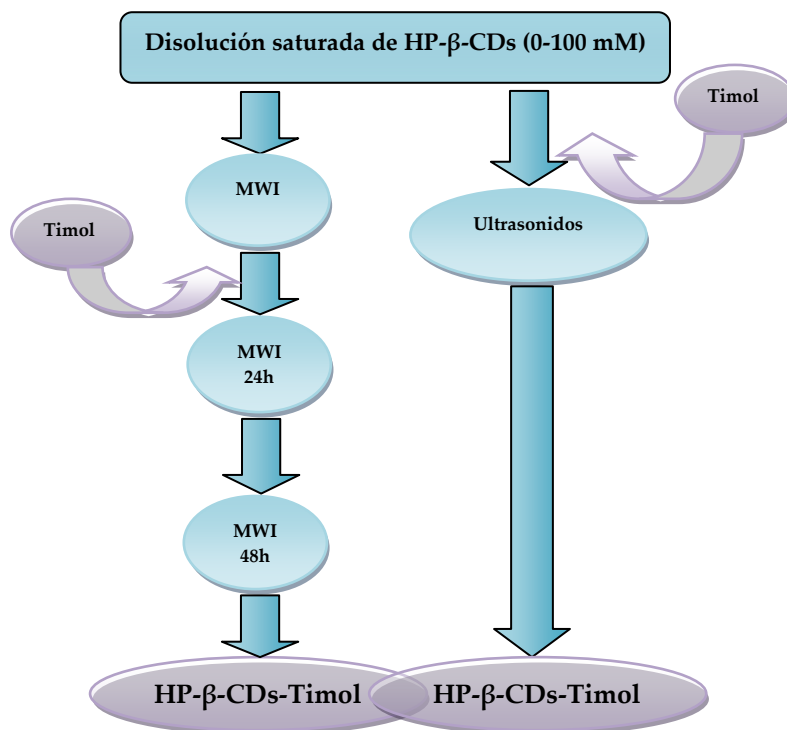 Disolución saturada de HP-β-CDs (0-100 mM)
Timol
MWI
Timol
Ultrasonidos
MWI
24h
MWI
48h
HP-β-CDs-Timol
HP-β-CDs-Timol